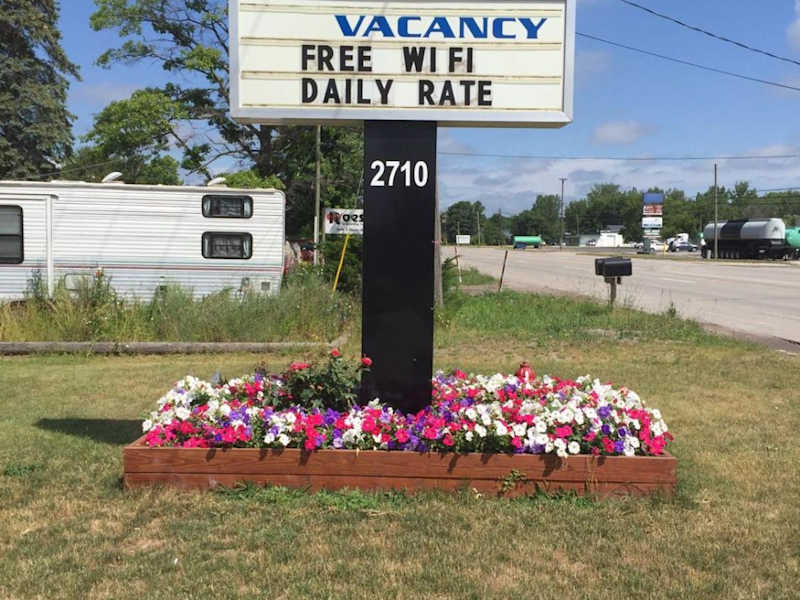 VACANCY
FREE WIFI
DAILY RATE
2710